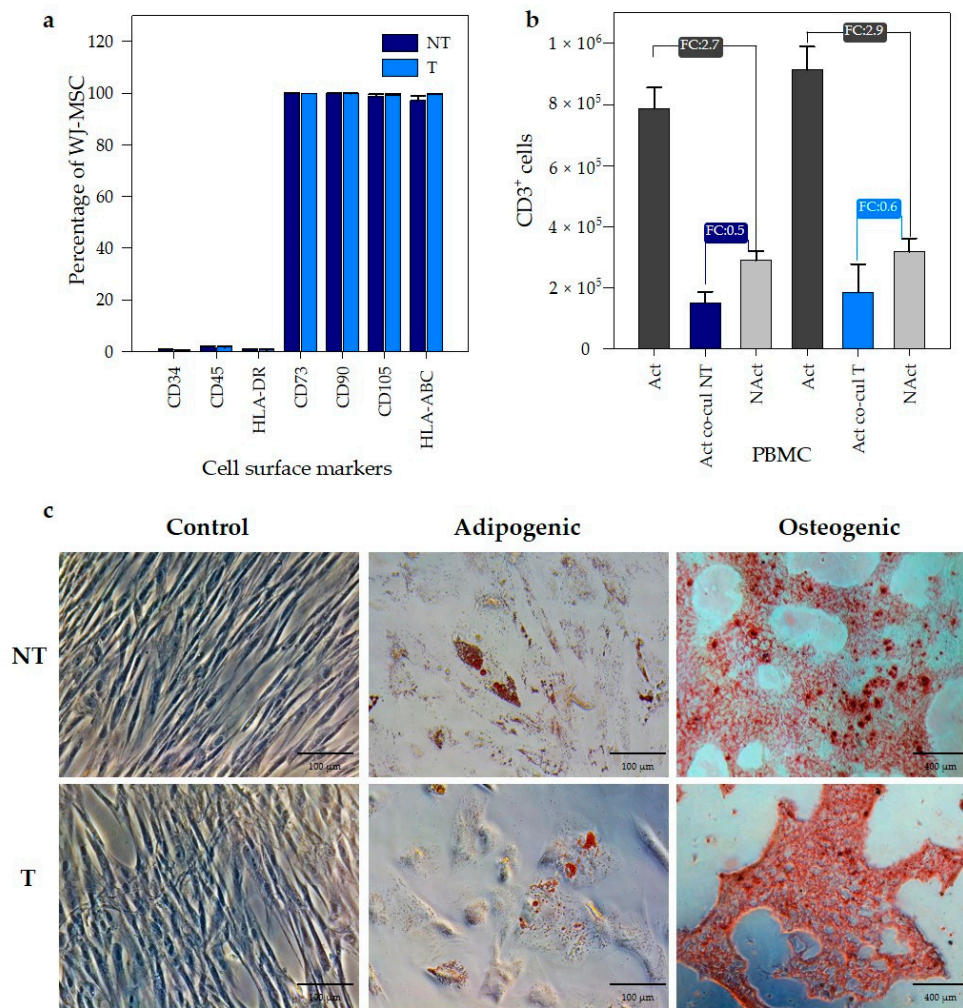 a
120
100
80
60
40
20
0
Percentage of WJ-MSC
NT
T
CD34
CD45
HLA-DR
CD73
CD90
CD105
HLA-ABC
Cell surface markers
b
1 × 10⁶
8 × 10⁵
6 × 10⁵
4 × 10⁵
2 × 10⁵
0
CD3⁺ cells
FC:2.7
FC:2.9
FC:0.5
FC:0.6
Act
Act co-cul NT
NAct
Act
Act co-cul T
NAct
PBMC
c
Control
Adipogenic
Osteogenic
NT
100 µm
100 µm
400 µm
T
100 µm
100 µm
400 µm